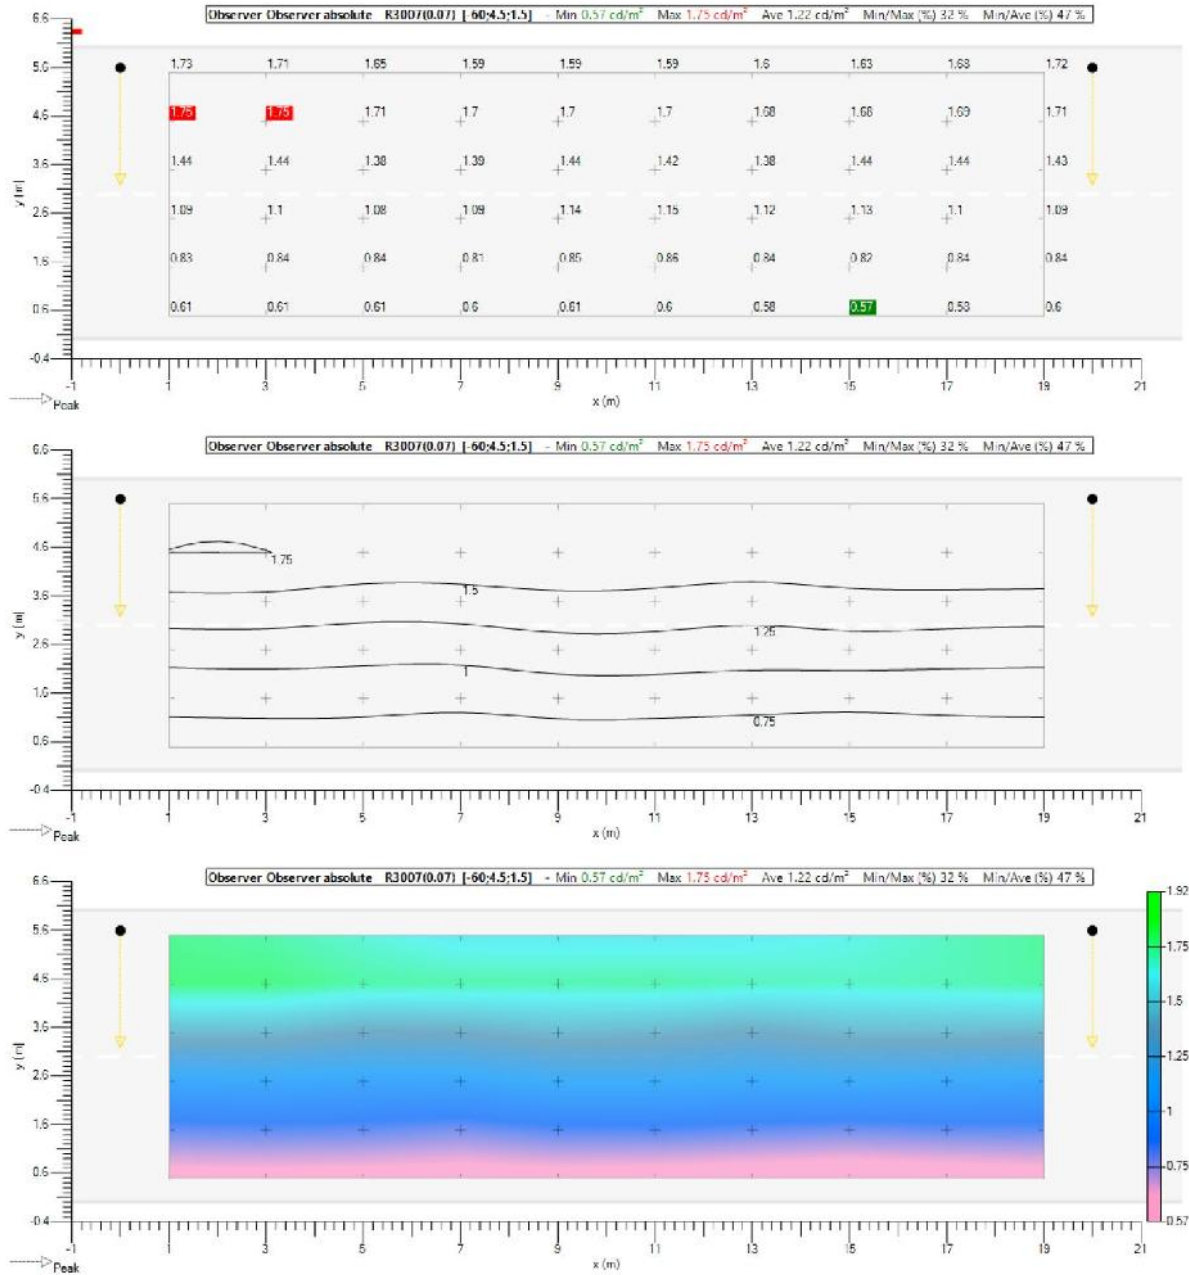 Observer Observer absolute R3007(0.07) [-60;4.5;1.5] - Min 0.57 cd/m² Max 1.75 cd/m² Ave 1.22 cd/m² Min/Max (%) 32 % Min/Ave (%) 47 %
6.6
5.6 1.73 1.71 1.65 1.59 1.59 1.59 1.6 1.63 1.68 1.72
4.6 1.75 1.75 1.71 1.7 1.7 1.7 1.68 1.68 1.69 1.71
3.6 1.44 1.44 1.38 1.39 1.44 1.42 1.38 1.44 1.44 1.43
y [m]
2.6 1.09 1.1 1.08 1.09 1.14 1.15 1.12 1.13 1.1 1.09
1.6 0.83 0.84 0.84 0.81 0.85 0.86 0.84 0.82 0.84 0.84
0.6 0.61 0.61 0.61 0.6 0.61 0.6 0.58 0.57 0.58 0.6
-0.4
-1 1 3 5 7 9 11 13 15 17 19 21
Peak
x (m)
Observer Observer absolute R3007(0.07) [-60;4.5;1.5] - Min 0.57 cd/m² Max 1.75 cd/m² Ave 1.22 cd/m² Min/Max (%) 32 % Min/Ave (%) 47 %
6.6
5.6
4.6
1.75
3.6 1.5
y [m]
1.25
2.6
1
1.6
0.75
0.6
-0.4
-1 1 3 5 7 9 11 13 15 17 19 21
Peak
x (m)
Observer Observer absolute R3007(0.07) [-60;4.5;1.5] - Min 0.57 cd/m² Max 1.75 cd/m² Ave 1.22 cd/m² Min/Max (%) 32 % Min/Ave (%) 47 %
6.6 1.92
5.6 1.75
4.6
3.6 1.5
y [m]
2.6 1.25
1.6 1
0.6 0.75
-0.4 0.57
-1 1 3 5 7 9 11 13 15 17 19 21
Peak
x (m)